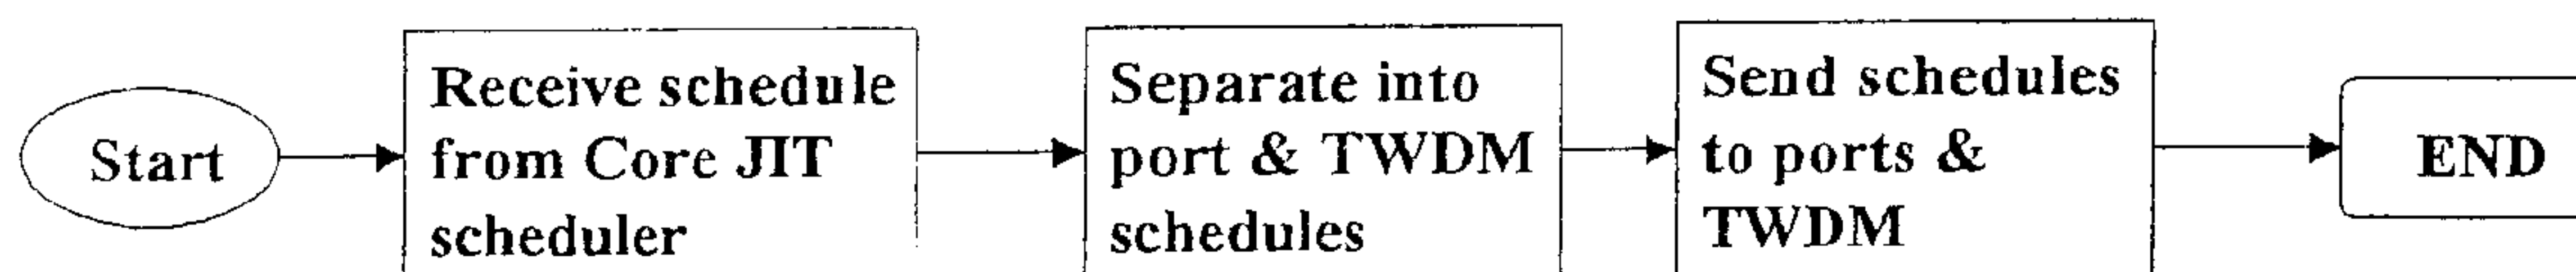 Start
Receive schedule
from Core JIT
scheduler
Separate into
port & TWDM
schedules
Send schedules
to ports &
TWDM
END